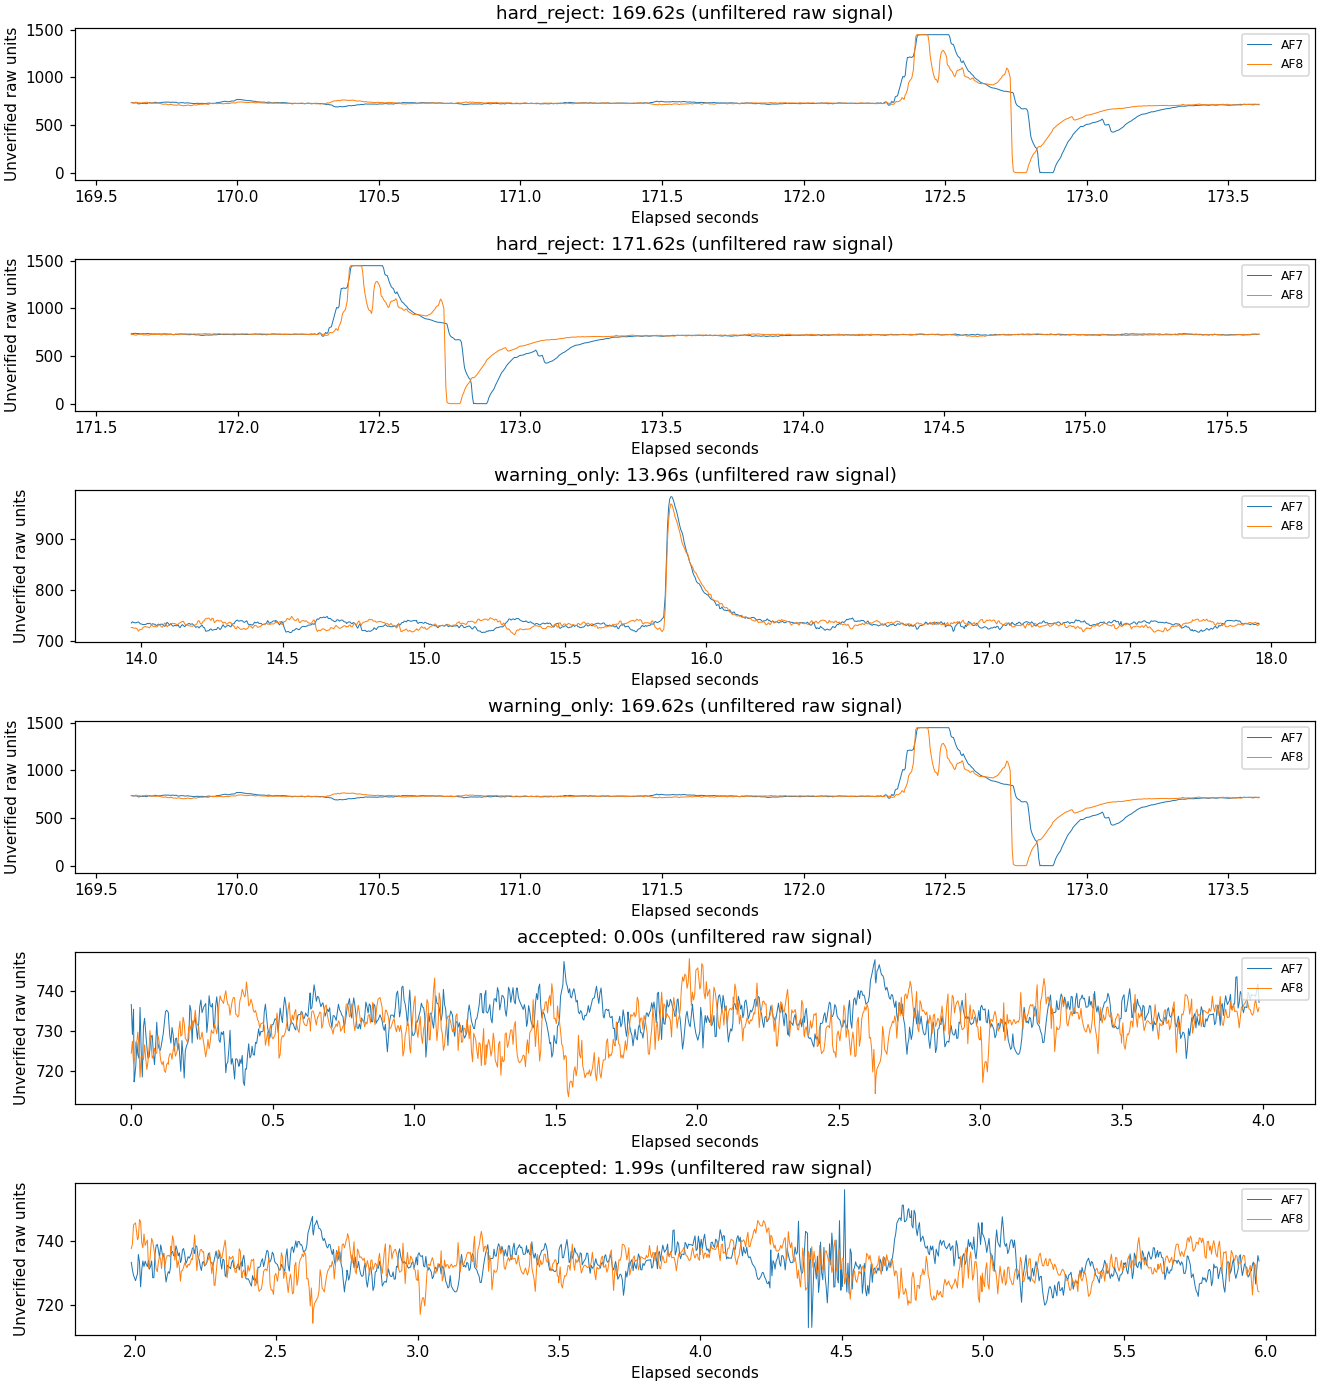 hard_reject: 169.62s (unfiltered raw signal)
Unverified raw units
1500
1000
500
0
AF7
AF8
169.5 170.0 170.5 171.0 171.5 172.0 172.5 173.0 173.5
Elapsed seconds
hard_reject: 171.62s (unfiltered raw signal)
Unverified raw units
1500
1000
500
0
AF7
AF8
171.5 172.0 172.5 173.0 173.5 174.0 174.5 175.0 175.5
Elapsed seconds
warning_only: 13.96s (unfiltered raw signal)
Unverified raw units
900
800
700
AF7
AF8
14.0 14.5 15.0 15.5 16.0 16.5 17.0 17.5 18.0
Elapsed seconds
warning_only: 169.62s (unfiltered raw signal)
Unverified raw units
1500
1000
500
0
AF7
AF8
169.5 170.0 170.5 171.0 171.5 172.0 172.5 173.0 173.5
Elapsed seconds
accepted: 0.00s (unfiltered raw signal)
Unverified raw units
740
730
720
AF7
AF8
0.0 0.5 1.0 1.5 2.0 2.5 3.0 3.5 4.0
Elapsed seconds
accepted: 1.99s (unfiltered raw signal)
Unverified raw units
740
720
AF7
AF8
2.0 2.5 3.0 3.5 4.0 4.5 5.0 5.5 6.0
Elapsed seconds